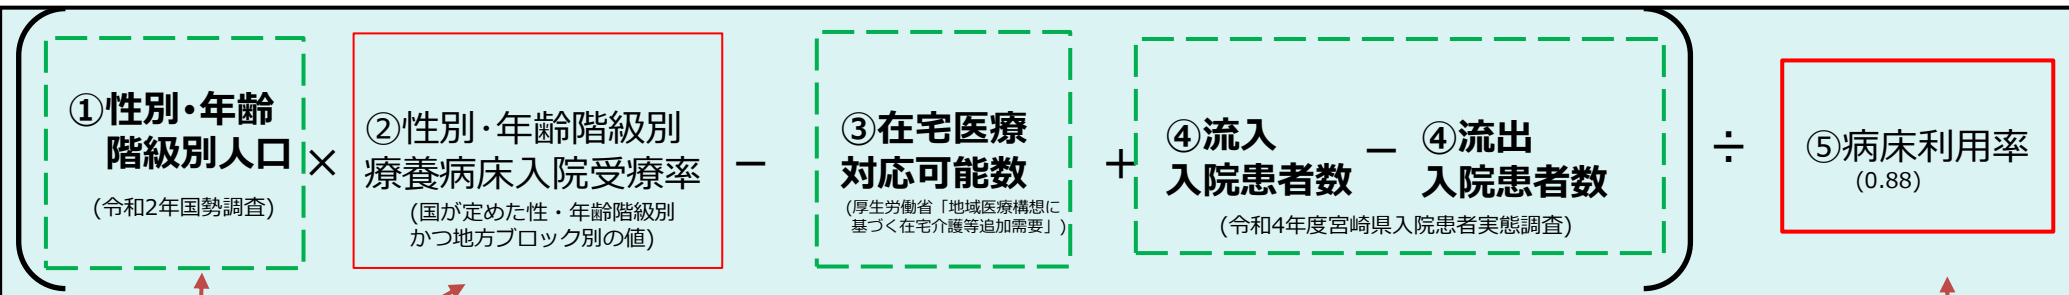 ①性別・年齢
階級別人口
(令和2年国勢調査)
×
②性別・年齢階級別
療養病床入院受療率
(国が定めた性・年齢階級別
かつ地方ブロック別の値)
－
③在宅医療
対応可能数
(厚生労働省「地域医療構想に
基づく在宅介護等追加需要」)
＋
④流入
入院患者数
－
④流出
入院患者数
(令和4年度宮崎県入院患者実態調査)
÷
⑤病床利用率
(0.88)